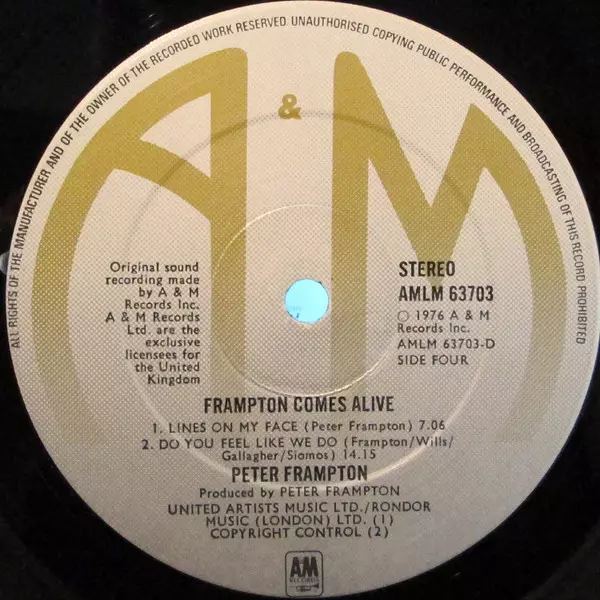 ALL RIGHTS OF THE MANUFACTURER AND OF THE OWNER OF THE RECORDED WORK RESERVED UNAUTHORISED COPYING PUBLIC PERFORMANCE AND BROADCASTING OF THIS RECORD PROHIBITED
A & M
Original sound
recording made
by A & M
Records Inc.
A & M Records
Ltd. are the
exclusive
licensees for
the United
Kingdom
STEREO
AMLM 63703
Ⓟ 1976 A & M
Records Inc.
AMLM 63703-D
SIDE FOUR
FRAMPTON COMES ALIVE
1. LINES ON MY FACE (Peter Frampton) 7.06
2. DO YOU FEEL LIKE WE DO (Frampton/Wills/
Gallagher/Siomos) 14.15
PETER FRAMPTON
Produced by PETER FRAMPTON
UNITED ARTISTS MUSIC LTD./RONDOR
MUSIC (LONDON) LTD. (1)
COPYRIGHT CONTROL (2)
AM
RECORDS